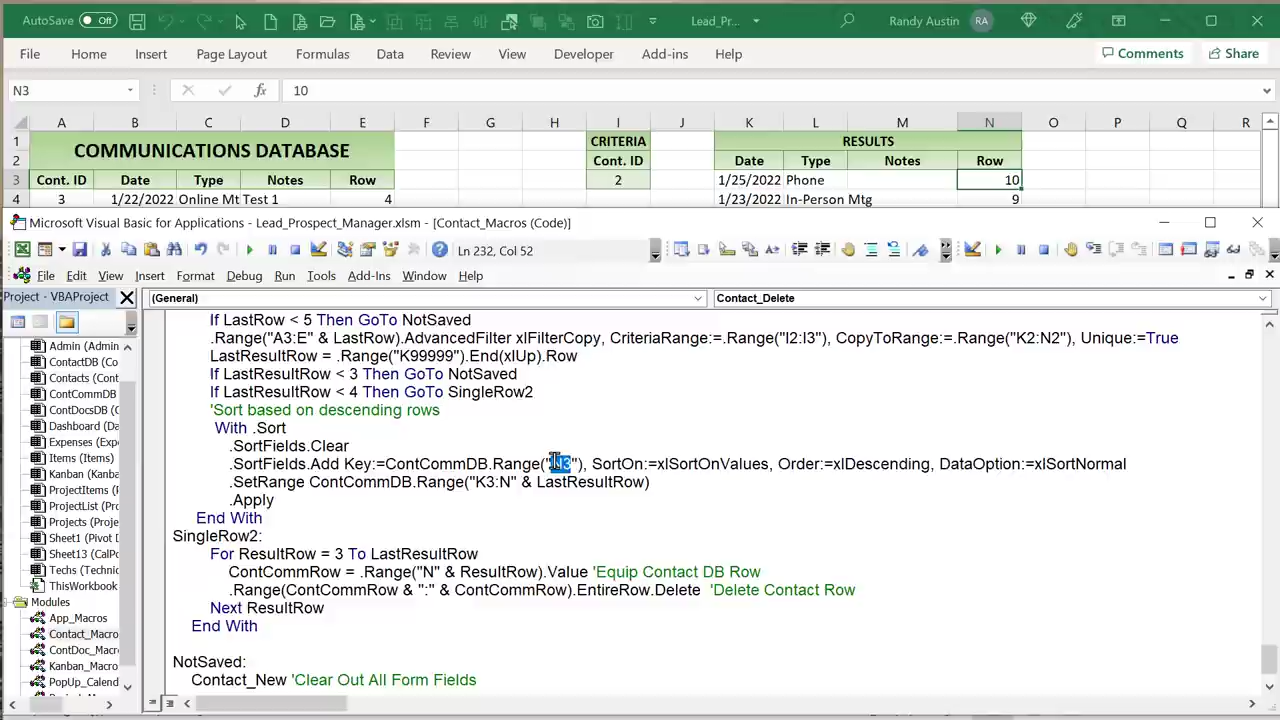 AutoSave Off Lead_Pr... Randy Austin RA
File Home Insert Page Layout Formulas Data Review View Developer Add-ins Help Comments Share
N3 fx 10
A B C D E F G H I J K L M N O P Q R
1 COMMUNICATIONS DATABASE CRITERIA RESULTS
2 Cont. ID Date Type Notes Row
3 Cont. ID Date Type Notes Row 2 1/25/2022 Phone 10
4 3 1/22/2022 Online Mt Test 1 4 1/23/2022 In-Person Mtg 9
Microsoft Visual Basic for Applications - Lead_Prospect_Manager.xlsm - [Contact_Macros (Code)]
Ln 232, Col 52
File Edit View Insert Format Debug Run Tools Add-Ins Window Help
Project - VBAProject
(General) Contact_Delete
Admin (Admin
ContactDB (Co
Contacts (Cont
ContCommDB
ContDocsDB (C
Dashboard (Da
Expenses (Exp
Items (Items)
Kanban (Kanb
ProjectItems (
ProjectList (Pro
Projects (Proje
Sheet1 (Pivot D
Sheet13 (CalPo
Techs (Techs)
ThisWorkbook
Modules
App_Macros
Contact_Macro
ContDoc_Macr
Kanban_Macro
PopUp_Calend
If LastRow < 5 Then GoTo NotSaved
.Range("A3:E" & LastRow).AdvancedFilter xlFilterCopy, CriteriaRange:=.Range("I2:I3"), CopyToRange:=.Range("K2:N2"), Unique:=True
LastResultRow = .Range("K99999").End(xlUp).Row
If LastResultRow < 3 Then GoTo NotSaved
If LastResultRow < 4 Then GoTo SingleRow2
'Sort based on descending rows
With .Sort
.SortFields.Clear
.SortFields.Add Key:=ContCommDB.Range("N3"), SortOn:=xlSortOnValues, Order:=xlDescending, DataOption:=xlSortNormal
.SetRange ContCommDB.Range("K3:N" & LastResultRow)
.Apply
End With
SingleRow2:
For ResultRow = 3 To LastResultRow
ContCommRow = .Range("N" & ResultRow).Value 'Equip Contact DB Row
.Range(ContCommRow & ":" & ContCommRow).EntireRow.Delete 'Delete Contact Row
Next ResultRow
End With
NotSaved:
Contact_New 'Clear Out All Form Fields